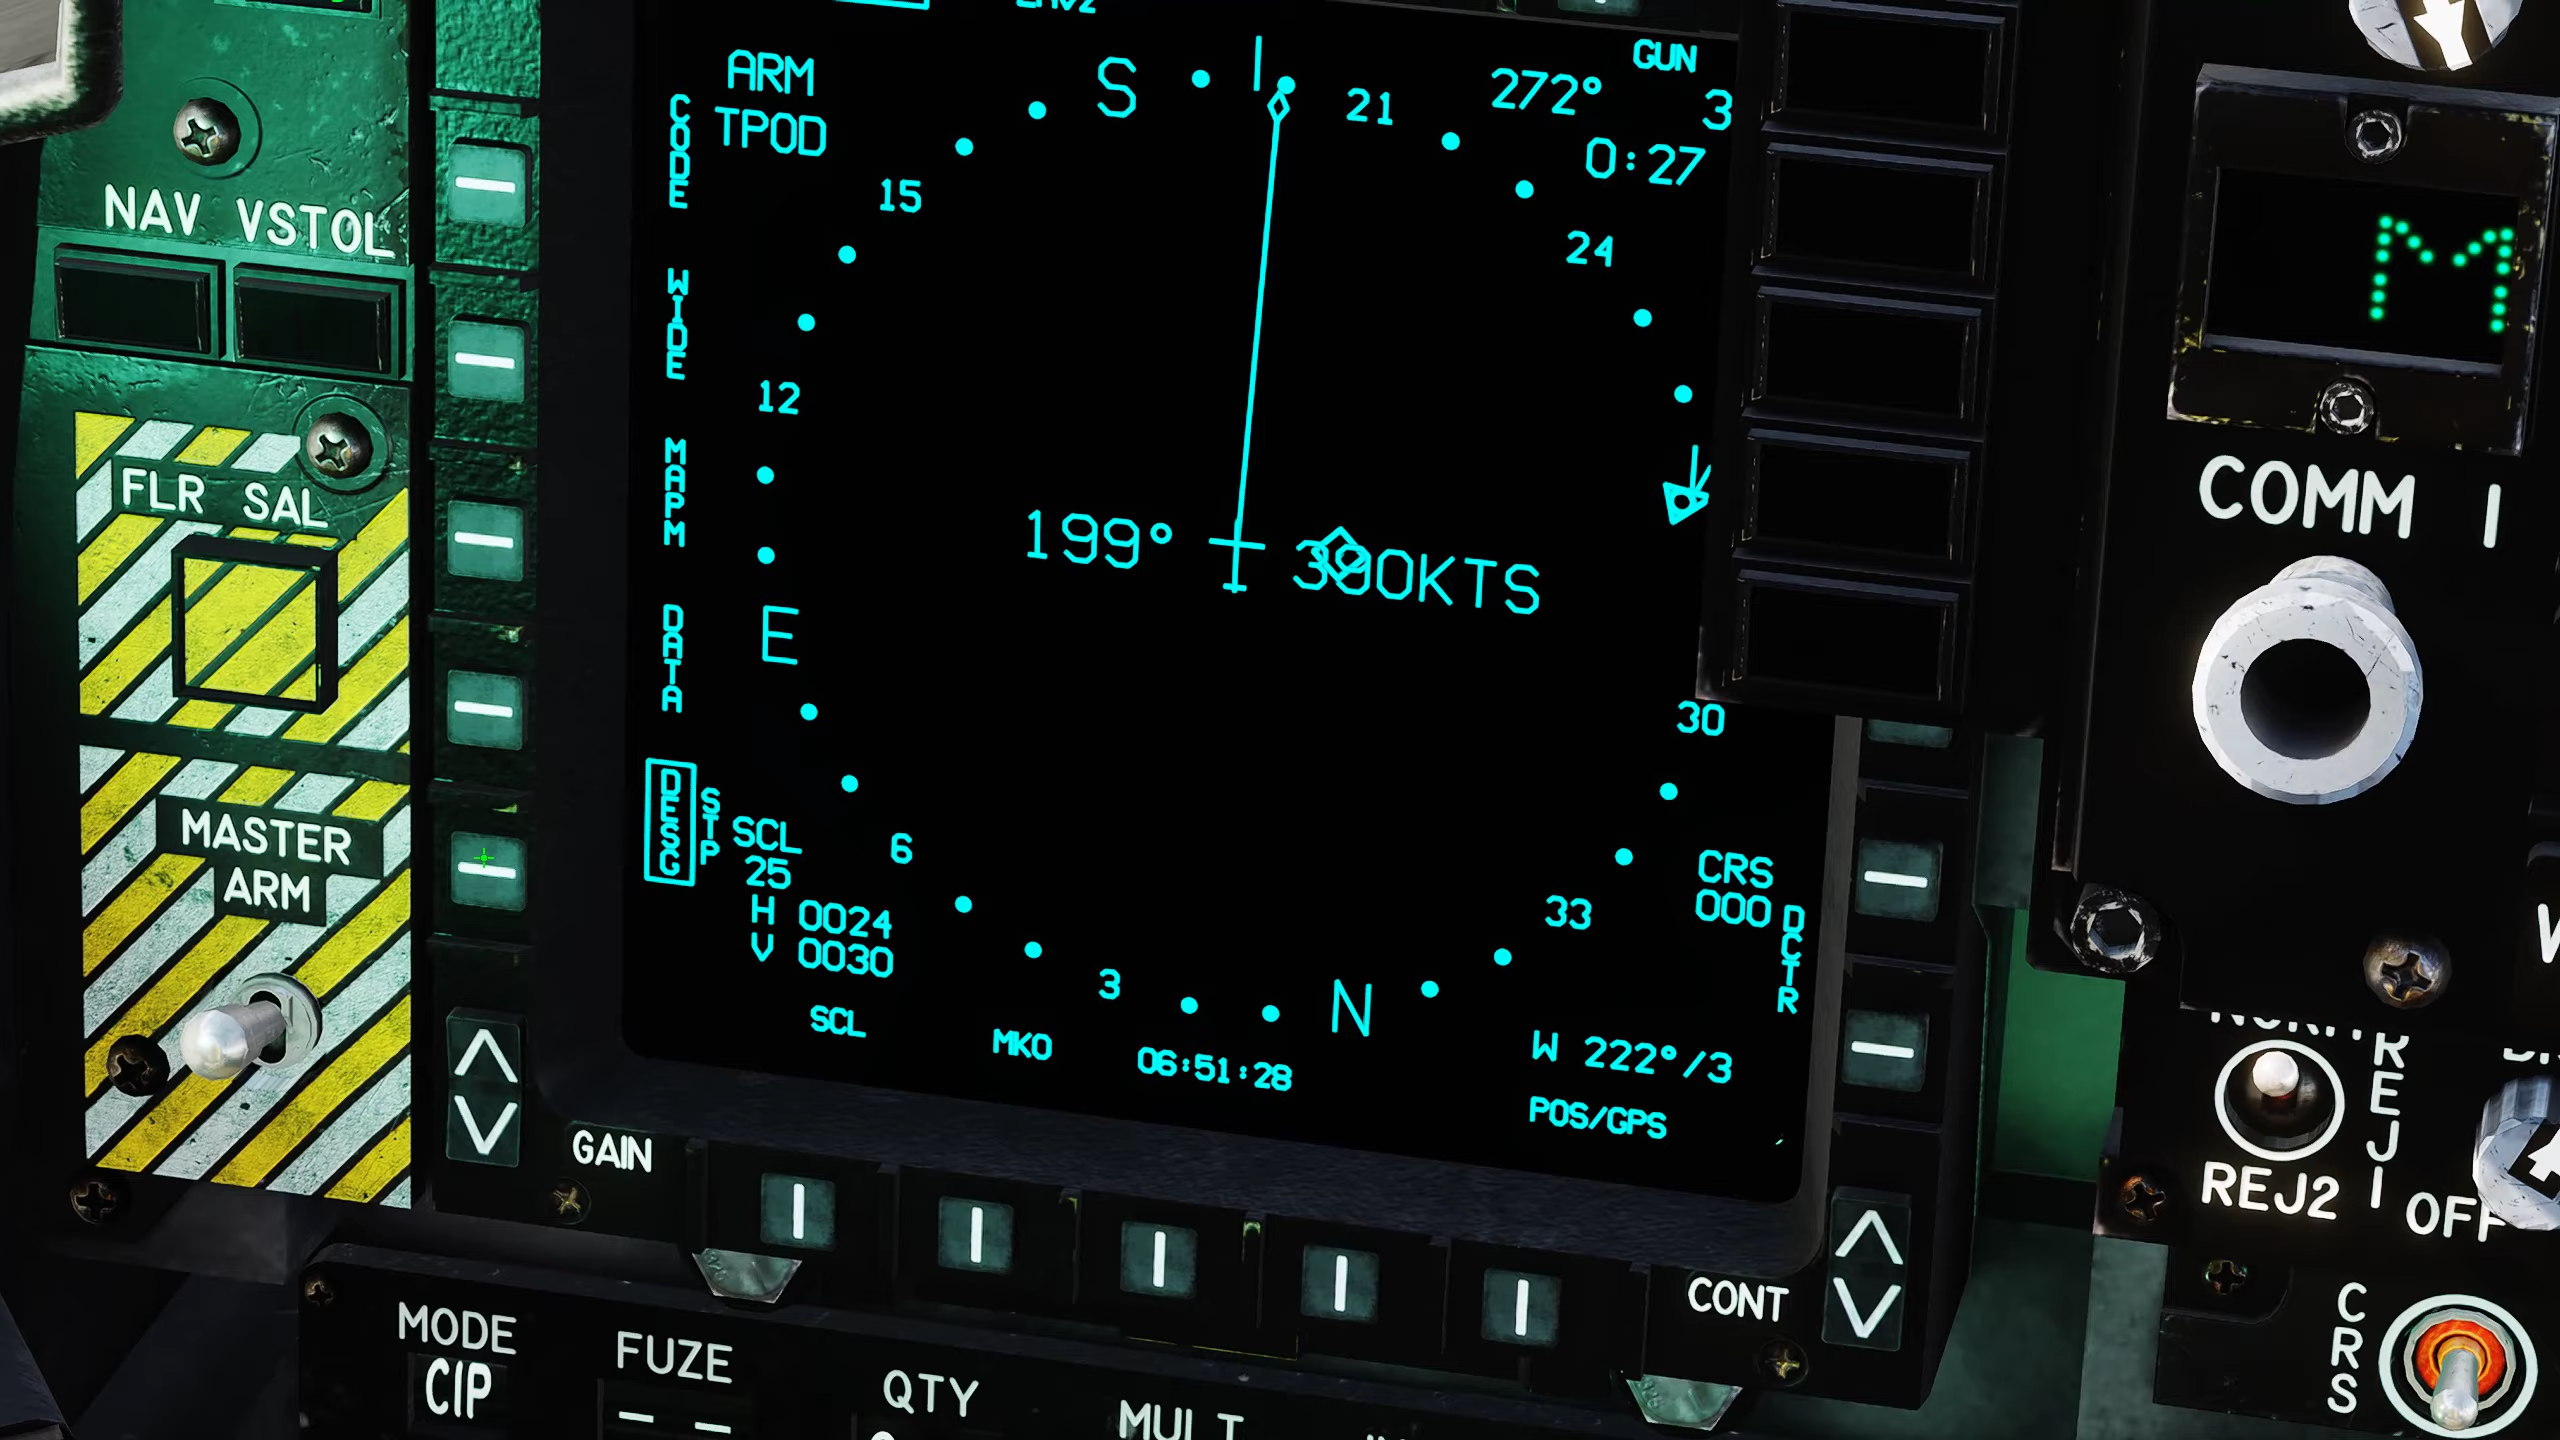 NAV VSTOL
FLR SAL
MASTER
ARM
ARM
TPOD
CODE
WIDE
MAPM
DATA
DESG
STP
GUN
272°
3
0:27
S
21
24
30
33
N
3
6
E
12
15
199°
KTS
SCL
25
H 0024
V 0030
SCL
MKO
06:51:28
CRS
000
DCTR
W 222°/3
POS/GPS
GAIN
CONT
MODE
CIP
FUZE
QTY
MULT
M
COMM 1
REJ1
REJ2
OFF
CRS